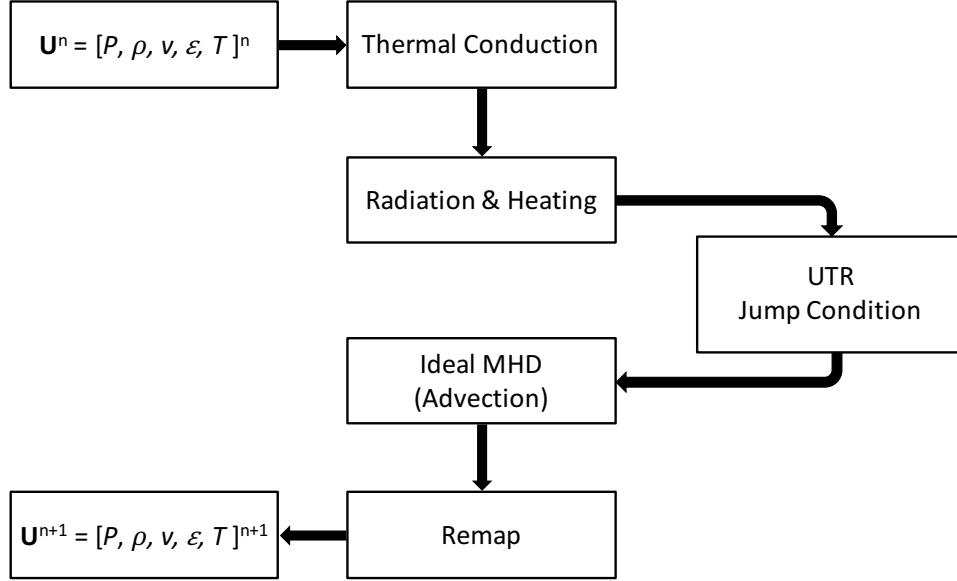 Uⁿ = [P, ρ, v, ε, T ]ⁿ
Thermal Conduction
Radiation & Heating
UTR
Jump Condition
Ideal MHD
(Advection)
Remap
Uⁿ⁺¹ = [P, ρ, v, ε, T ]ⁿ⁺¹